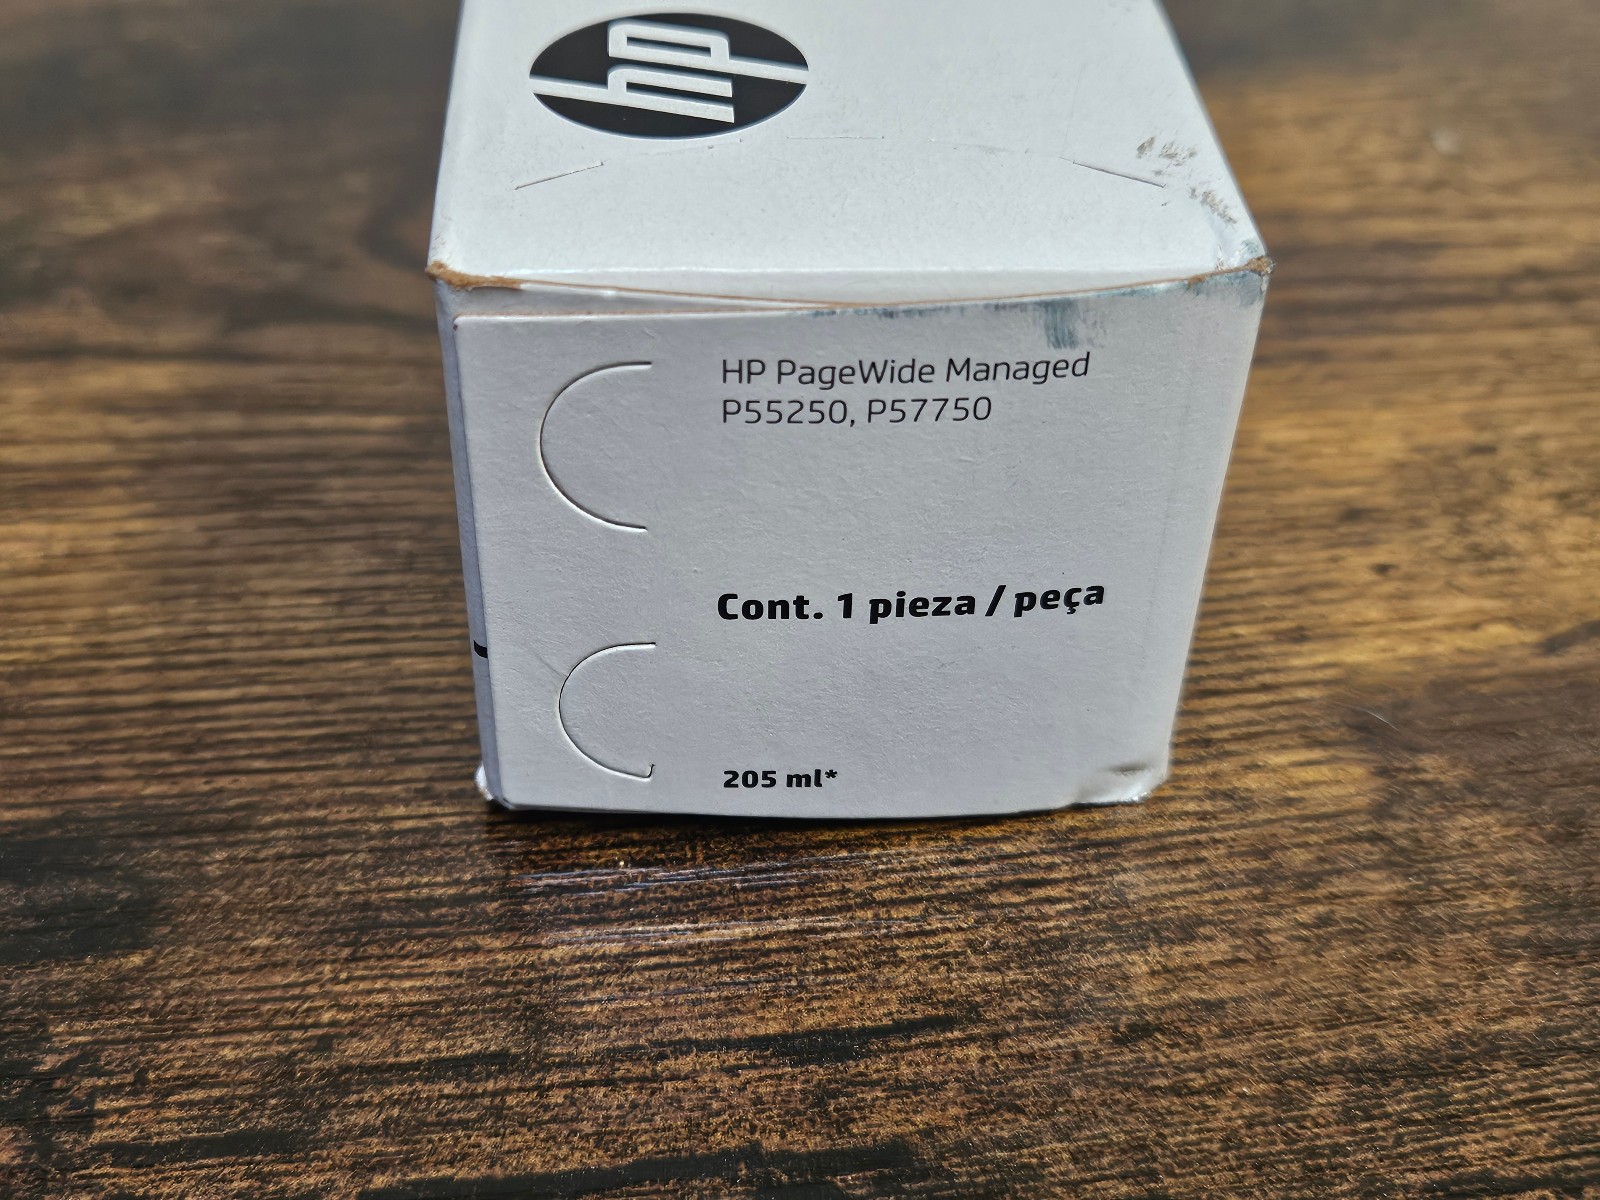 hp
HP PageWide Managed
P55250, P57750
Cont. 1 pieza / peça
205 ml*